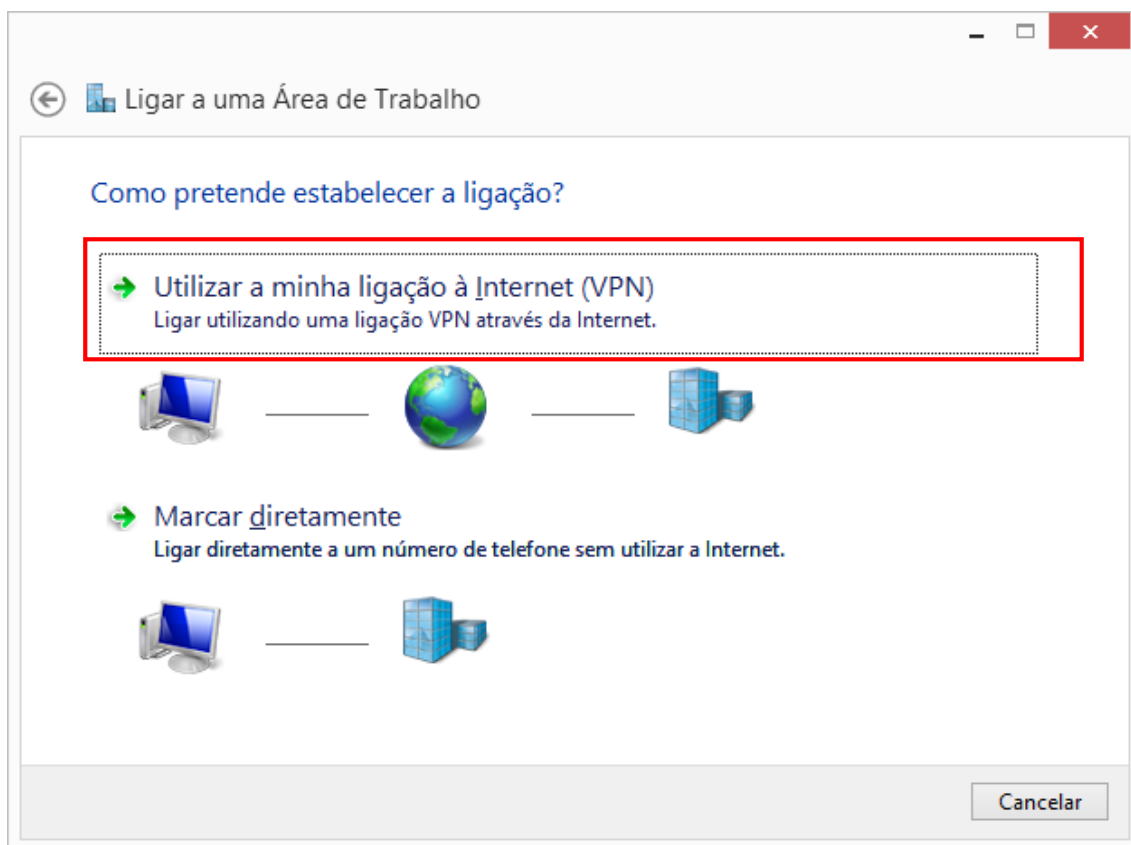 Ligar a uma Área de Trabalho
Como pretende estabelecer a ligação?
Utilizar a minha ligação à Internet (VPN)
Ligar utilizando uma ligação VPN através da Internet.
Marcar diretamente
Ligar diretamente a um número de telefone sem utilizar a Internet.
Cancelar